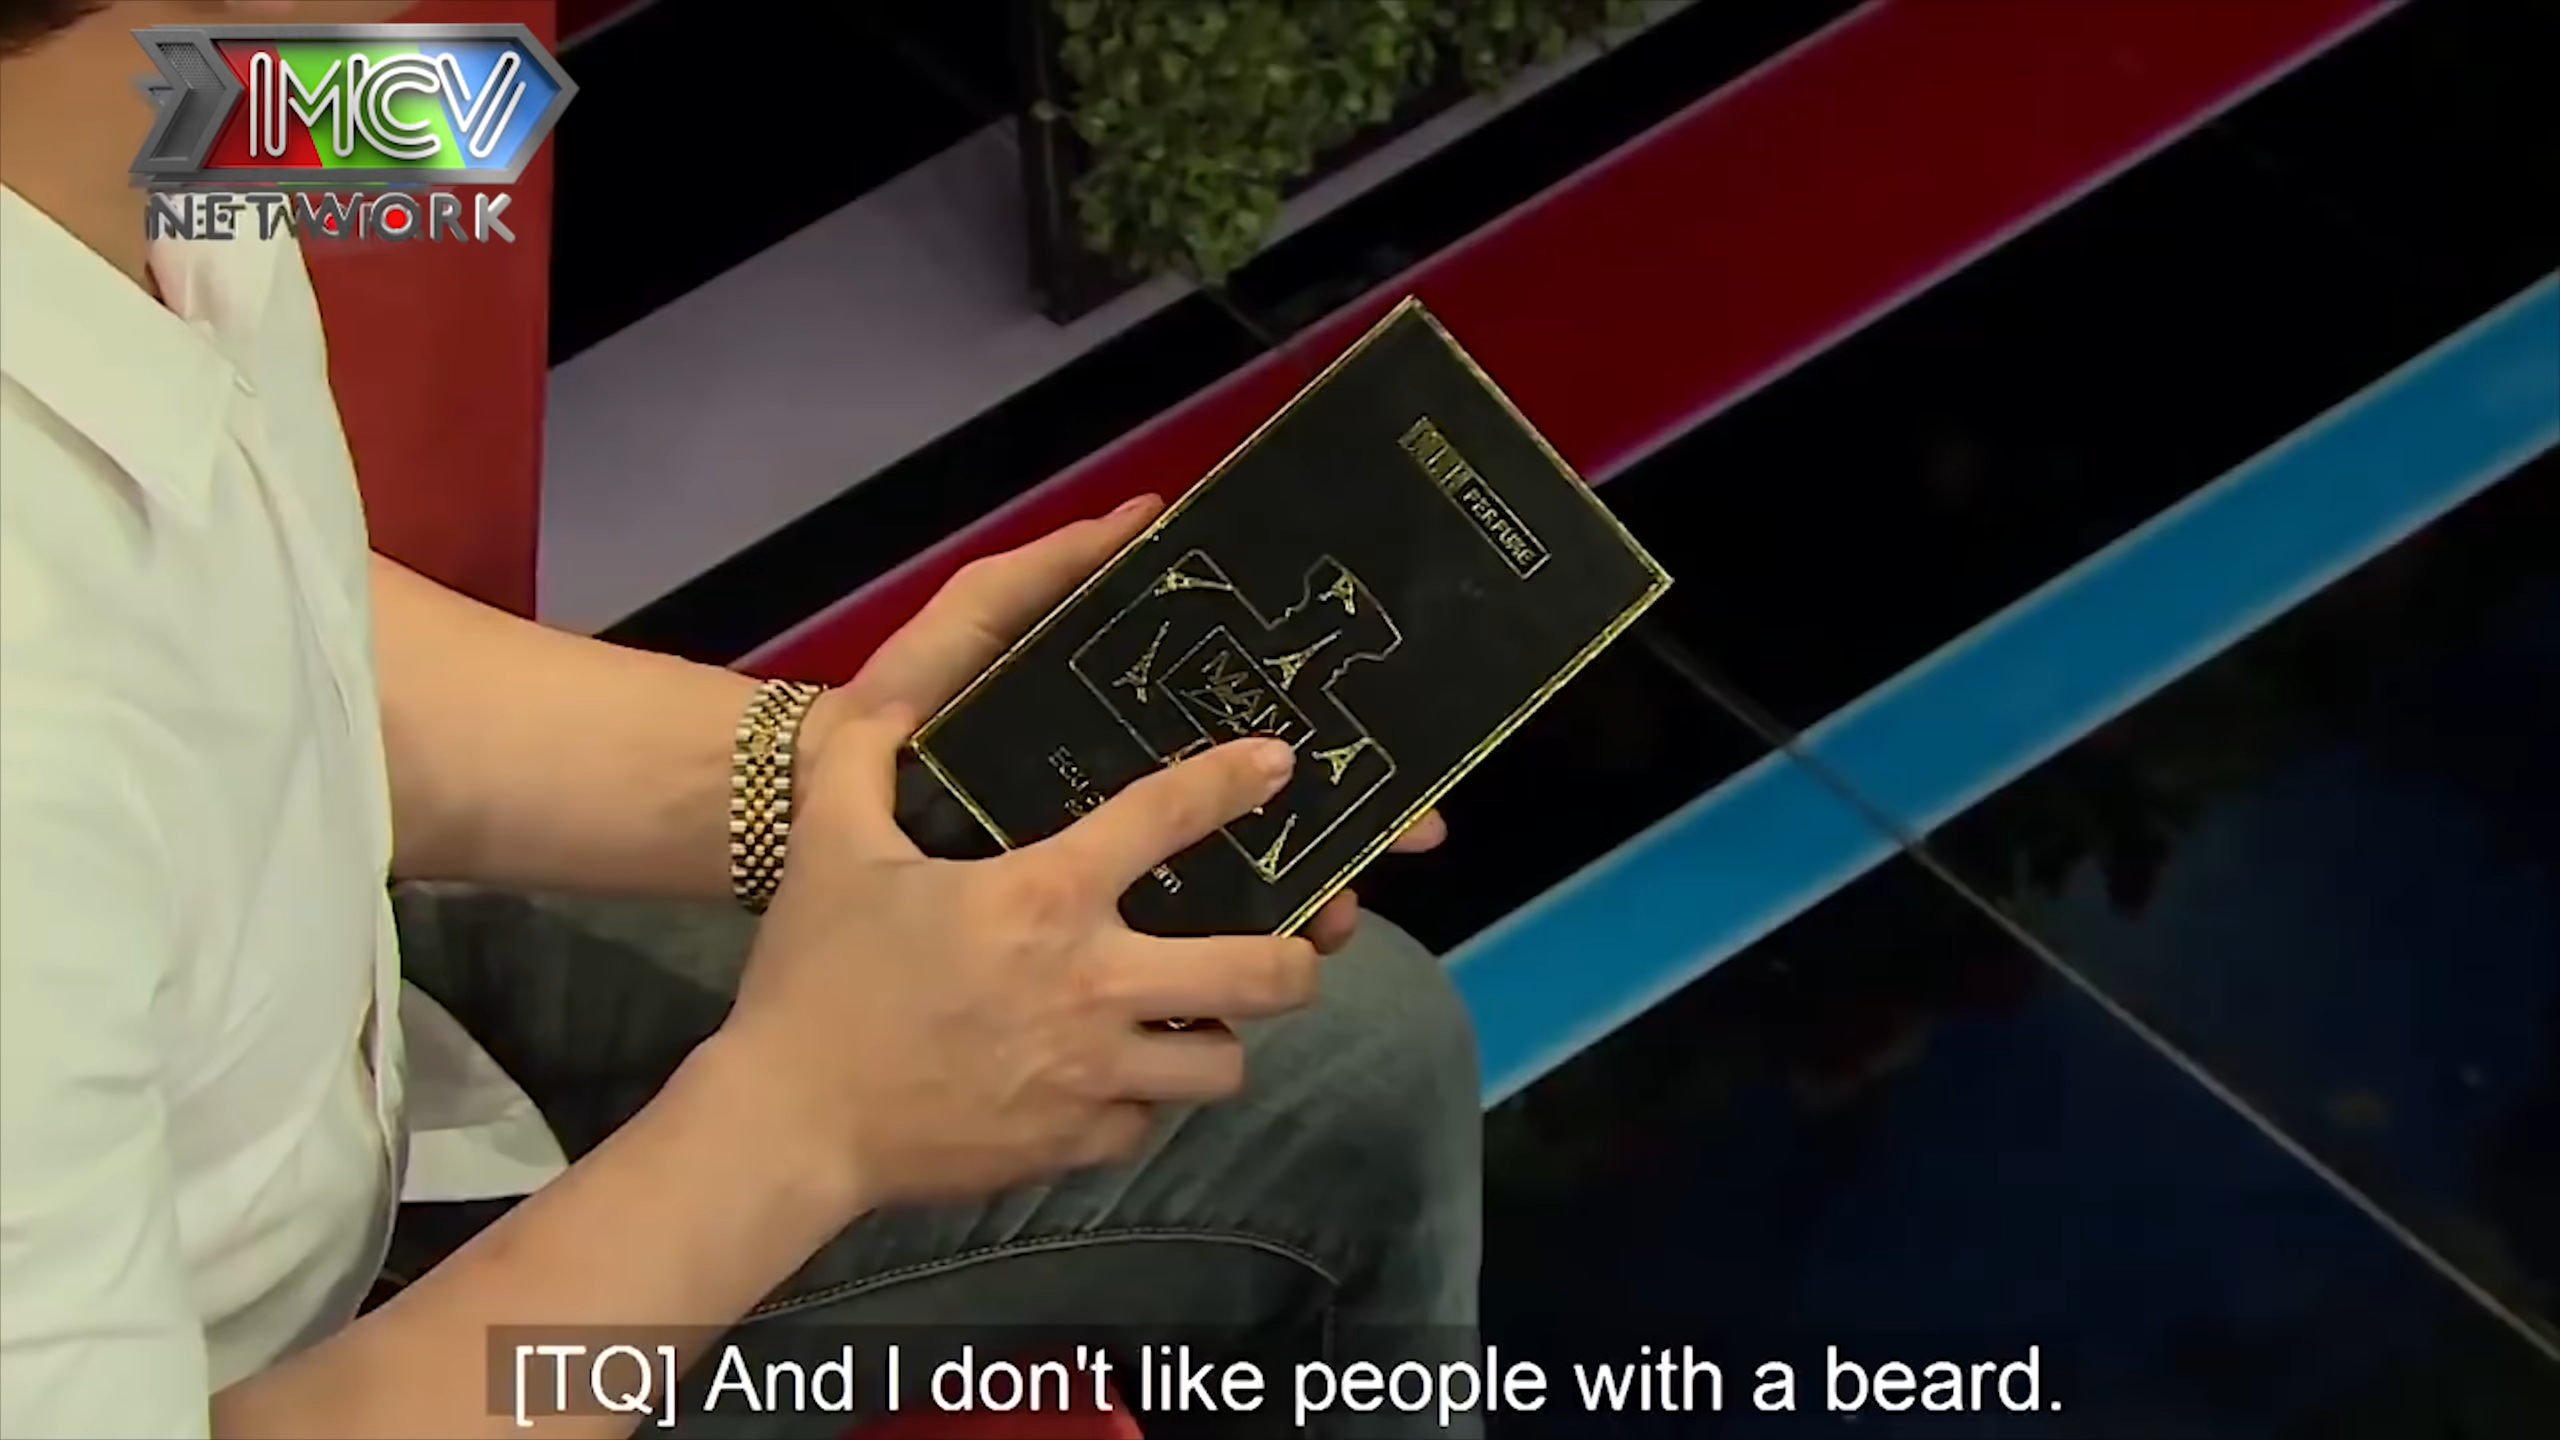 MCV
NETWORK
PERFUME
MAN
[TQ] And I don't like people with a beard.